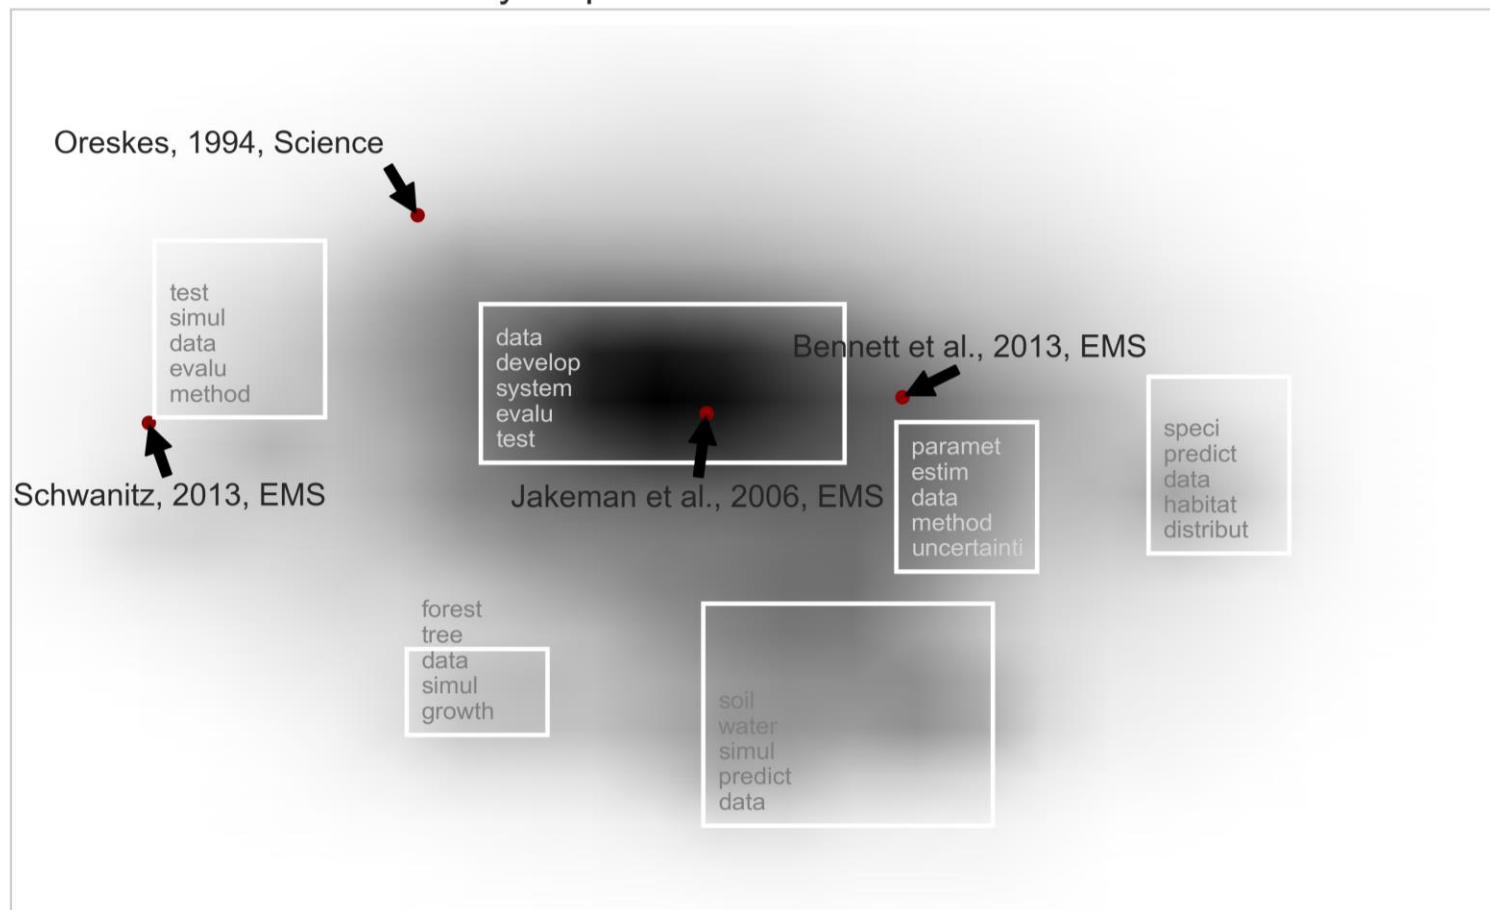 Oreskes, 1994, Science
test
simul
data
evalu
method
data
develop
system
evalu
test
Bennett et al., 2013, EMS
Schwanitz, 2013, EMS
Jakeman et al., 2006, EMS
paramet
estim
data
method
uncertainti
speci
predict
data
habitat
distribut
forest
tree
data
simul
growth
soil
water
simul
predict
data